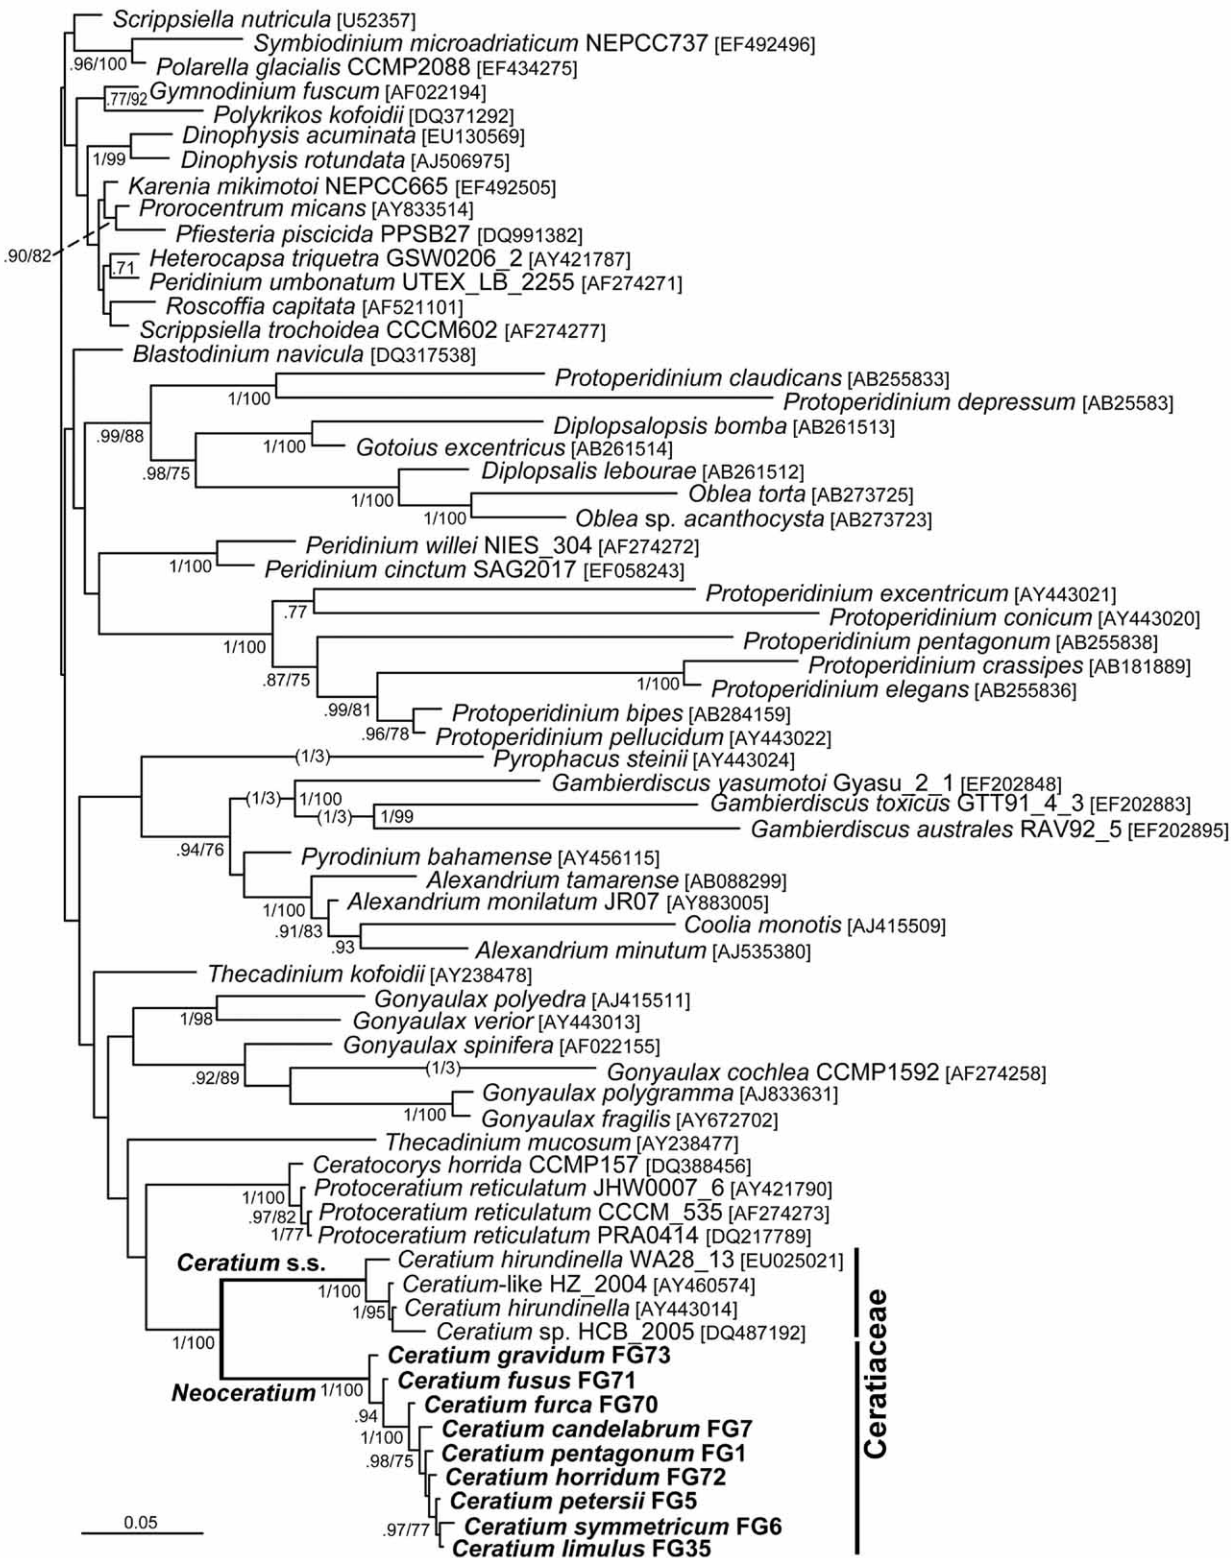 Scrippsiella nutricula [U52357]
Symbiodinium microadriaticum NEPCC737 [EF492496]
.96/100
Polarella glacialis CCMP2088 [EF434275]
.77/92
Gymnodinium fuscum [AF022194]
Polykrikos kofoidii [DQ371292]
Dinophysis acuminata [EU130569]
1/99
Dinophysis rotundata [AJ506975]
Karenia mikimotoi NEPCC665 [EF492505]
Prorocentrum micans [AY833514]
Pfiesteria piscicida PPSB27 [DQ991382]
.90/82
Heterocapsa triquetra GSW0206_2 [AY421787]
.71
Peridinium umbonatum UTEX_LB_2255 [AF274271]
Roscoffia capitata [AF521101]
Scrippsiella trochoidea CCCM602 [AF274277]
Blastodinium navicula [DQ317538]
Protoperidinium claudicans [AB255833]
1/100
Protoperidinium depressum [AB25583]
.99/88
Diplopsalopsis bomba [AB261513]
1/100
Gotoius excentricus [AB261514]
.98/75
Diplopsalis lebourae [AB261512]
1/100
Oblea torta [AB273725]
1/100
Oblea sp. acanthocysta [AB273723]
Peridinium willei NIES_304 [AF274272]
1/100
Peridinium cinctum SAG2017 [EF058243]
Protoperidinium excentricum [AY443021]
.77
Protoperidinium conicum [AY443020]
1/100
Protoperidinium pentagonum [AB255838]
.87/75
Protoperidinium crassipes [AB181889]
1/100
Protoperidinium elegans [AB255836]
.99/81
Protoperidinium bipes [AB284159]
.96/78
Protoperidinium pellucidum [AY443022]
(1/3)
Pyrophacus steinii [AY443024]
Gambierdiscus yasumotoi Gyasu_2_1 [EF202848]
(1/3)
1/100
Gambierdiscus toxicus GTT91_4_3 [EF202883]
(1/3)
1/99
Gambierdiscus australes RAV92_5 [EF202895]
.94/76
Pyrodinium bahamense [AY456115]
Alexandrium tamarense [AB088299]
1/100
Alexandrium monilatum JR07 [AY883005]
.91/83
Coolia monotis [AJ415509]
.93
Alexandrium minutum [AJ535380]
Thecadinium kofoidii [AY238478]
Gonyaulax polyedra [AJ415511]
1/98
Gonyaulax verior [AY443013]
Gonyaulax spinifera [AF022155]
.92/89
(1/3)
Gonyaulax cochlea CCMP1592 [AF274258]
Gonyaulax polygramma [AJ833631]
1/100
Gonyaulax fragilis [AY672702]
Thecadinium mucosum [AY238477]
Ceratocorys horrida CCMP157 [DQ388456]
1/100
Protoceratium reticulatum JHW0007_6 [AY421790]
.97/82
Protoceratium reticulatum CCCM_535 [AF274273]
1/77
Protoceratium reticulatum PRA0414 [DQ217789]
Ceratium s.s.
Ceratium hirundinella WA28_13 [EU025021]
1/100
Ceratium-like HZ_2004 [AY460574]
1/95
Ceratium hirundinella [AY443014]
Ceratium sp. HCB_2005 [DQ487192]
1/100
Ceratiaceae
Ceratium gravidum FG73
Neoceratium
1/100
Ceratium fusus FG71
.94
Ceratium furca FG70
1/100
Ceratium candelabrum FG7
.98/75
Ceratium pentagonum FG1
Ceratium horridum FG72
Ceratium petersii FG5
.97/77
Ceratium symmetricum FG6
Ceratium limulus FG35
0.05